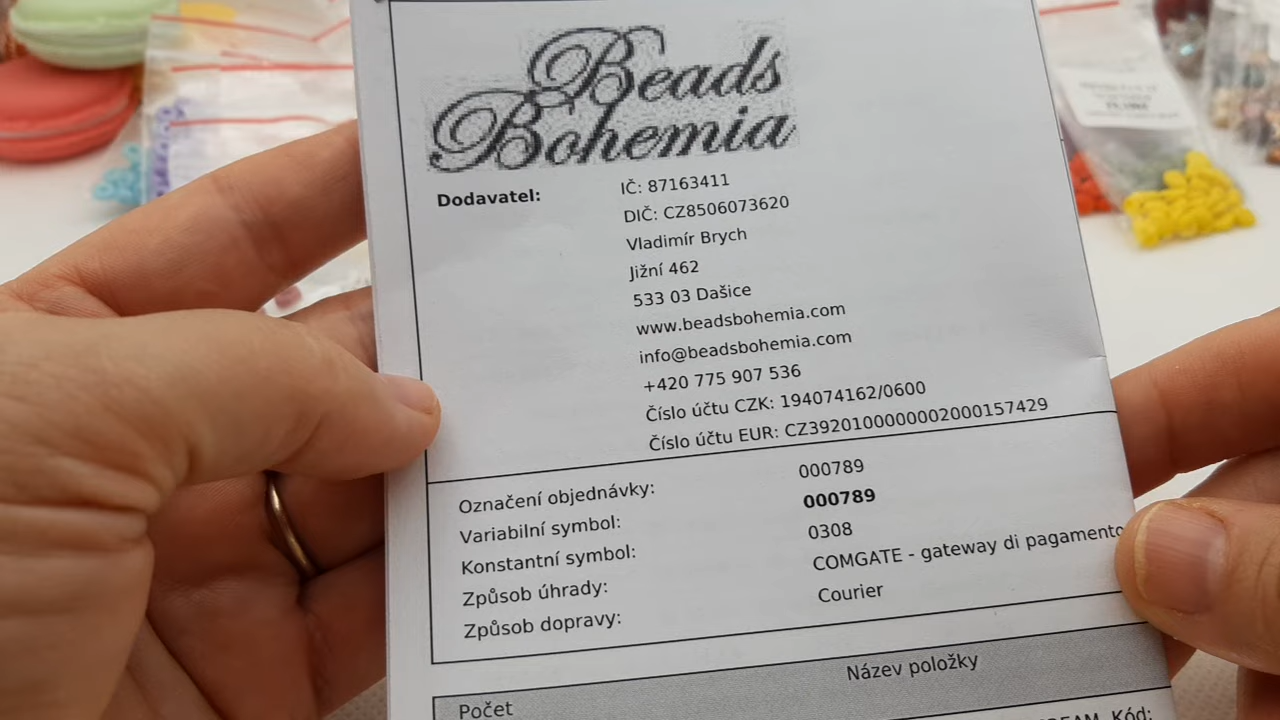 Beads
Bohemia
Dodavatel:
IČ: 87163411
DIČ: CZ8506073620
Vladimír Brych
Jižní 462
533 03 Dašice
www.beadsbohemia.com
info@beadsbohemia.com
+420 775 907 536
Číslo účtu CZK: 194074162/0600
Číslo účtu EUR: CZ3920100000002000157429
Označení objednávky: 000789
Variabilní symbol: 000789
Konstantní symbol: 0308
Způsob úhrady: COMGATE - gateway di pagamento
Způsob dopravy: Courier
Počet Název položky
Kód: